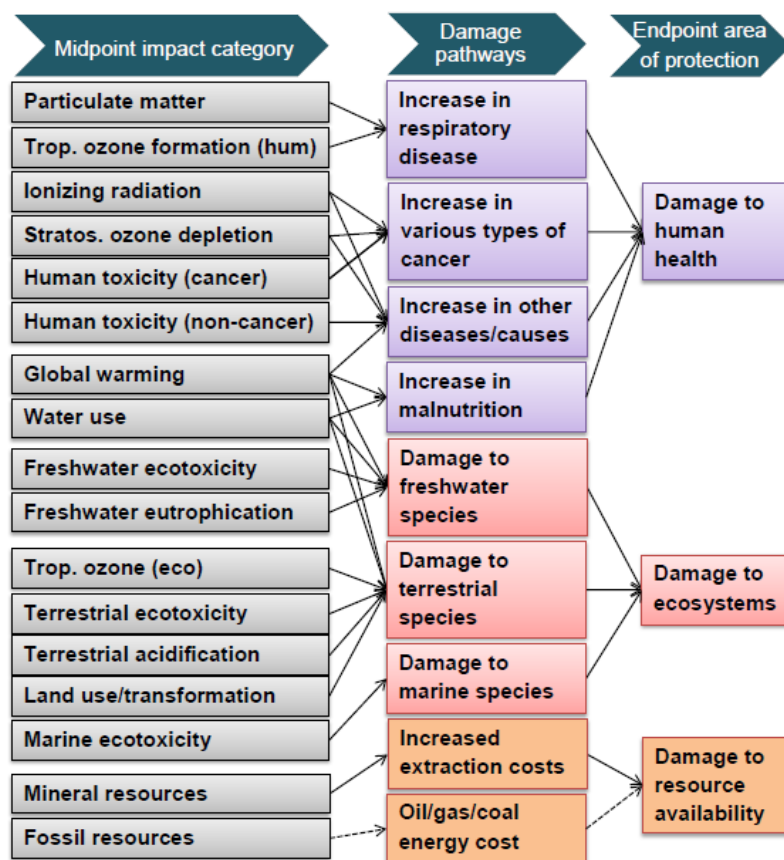 Midpoint impact category
Damage
pathways
Endpoint area
of protection
Particulate matter
Trop. ozone formation (hum)
Ionizing radiation
Stratos. ozone depletion
Human toxicity (cancer)
Human toxicity (non-cancer)
Global warming
Water use
Freshwater ecotoxicity
Freshwater eutrophication
Trop. ozone (eco)
Terrestrial ecotoxicity
Terrestrial acidification
Land use/transformation
Marine ecotoxicity
Mineral resources
Fossil resources
Increase in
respiratory
disease
Increase in
various types of
cancer
Increase in other
diseases/causes
Increase in
malnutrition
Damage to
freshwater
species
Damage to
terrestrial
species
Damage to
marine species
Increased
extraction costs
Oil/gas/coal
energy cost
Damage to
human
health
Damage to
ecosystems
Damage to
resource
availability